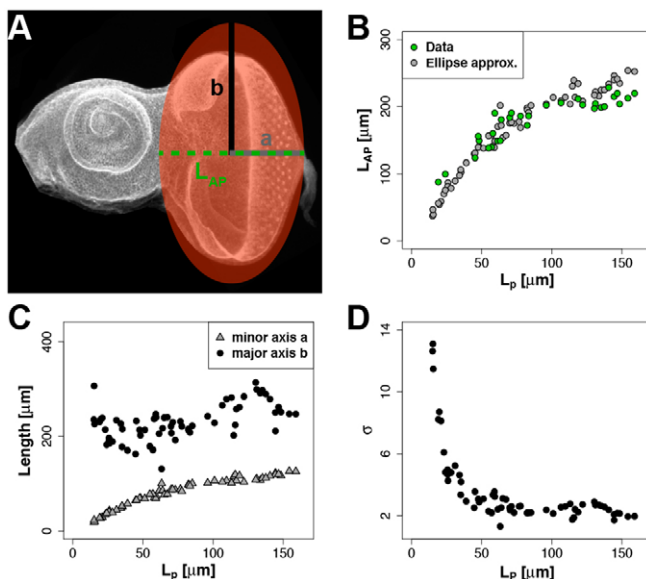 A
b
a
L_AP
B
Data
Ellipse approx.
L_AP [µm]
0 100 200 300
0 50 100 150
L_p [µm]
C
minor axis a
major axis b
Length [µm]
0 200 400
0 50 100 150
L_p [µm]
D
σ
2 6 10 14
0 50 100 150
L_p [µm]